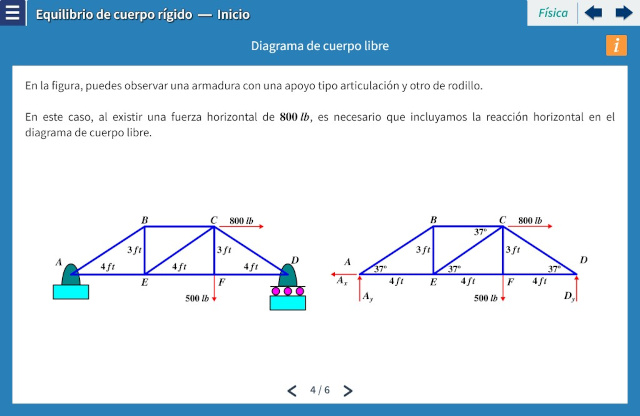 Equilibrio de cuerpo rígido — Inicio
Física
Diagrama de cuerpo libre
i
En la figura, puedes observar una armadura con una apoyo tipo articulación y otro de rodillo.
En este caso, al existir una fuerza horizontal de 800 lb, es necesario que incluyamos la reacción horizontal en el
diagrama de cuerpo libre.
B C 800 lb
3 ft 3 ft
A 4 ft 4 ft 4 ft D
E F
500 lb
B C 800 lb
37°
3 ft 3 ft
A 37° 37° 37° D
Ax 4 ft E 4 ft F 4 ft
Ay 500 lb Dy
4 / 6